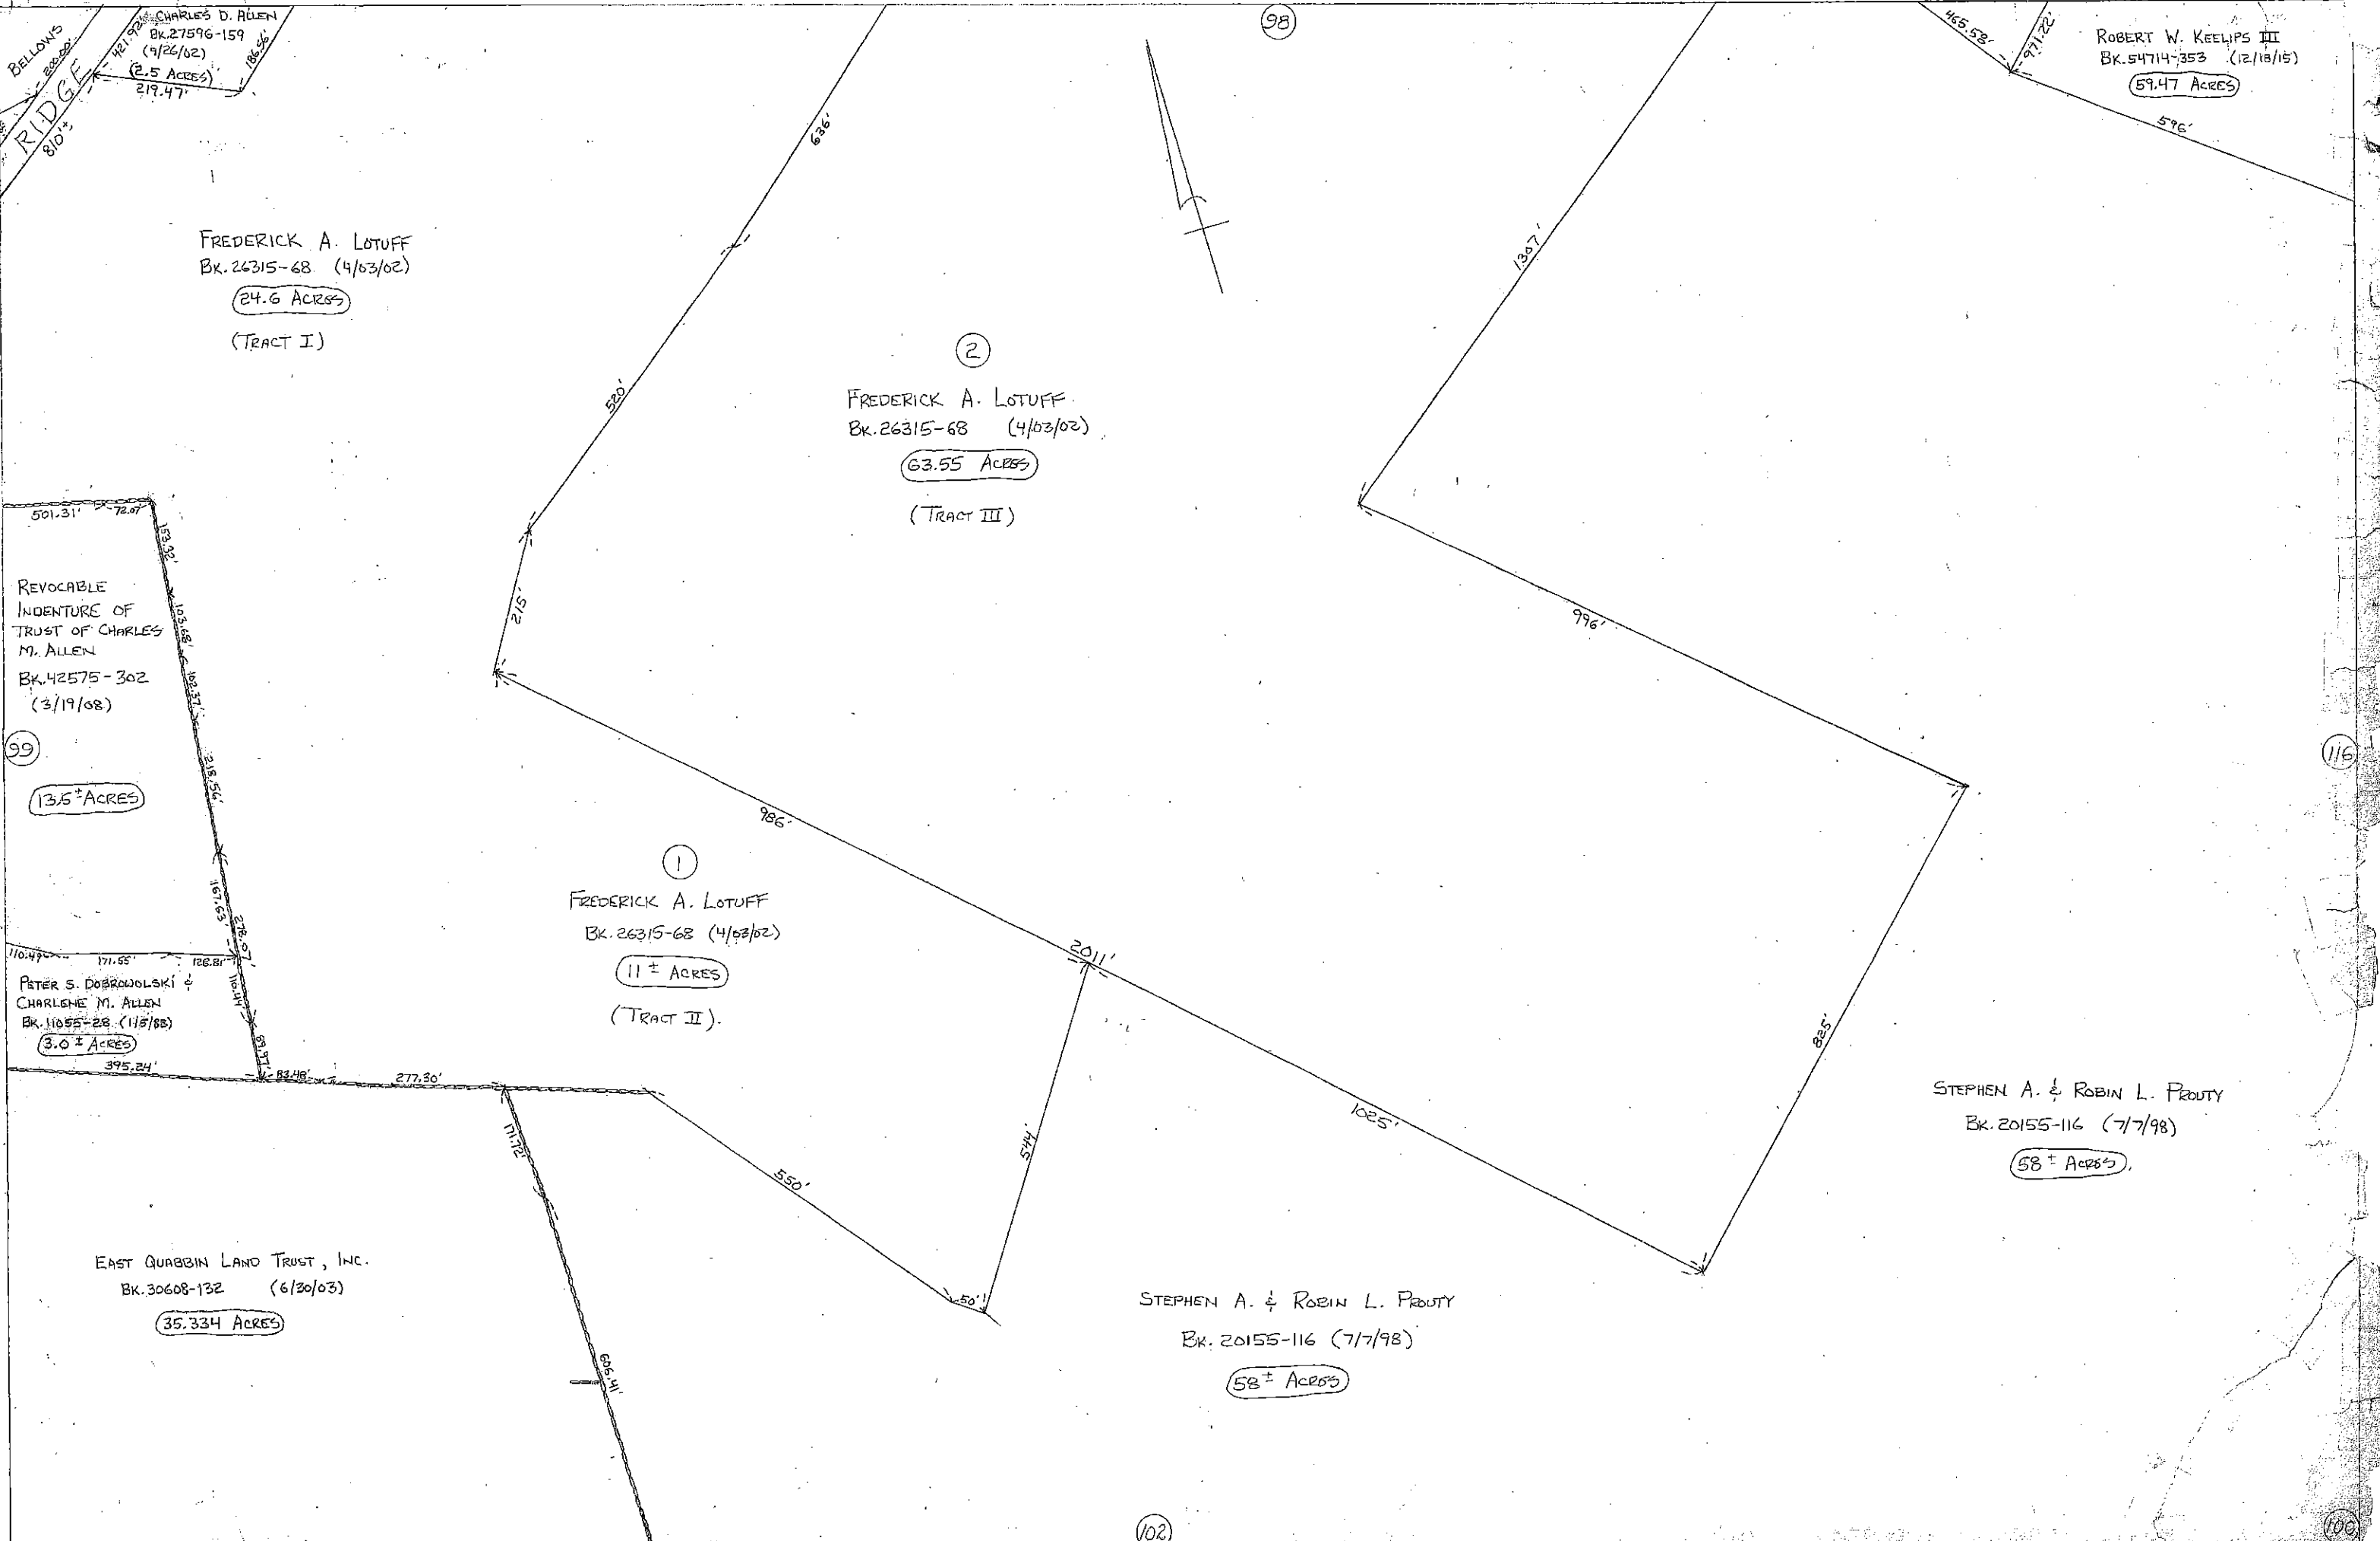 98
BELLOWS
200.00'
RIDGE
810'±
421.92'
CHARLES D. ALLEN
BK.27596-159
(9/26/02)
(2.5 ACRES)
219.47'
186.56'
636'
465.58'
971.22'
ROBERT W. KEELIPS III
BK.54714-353 (12/18/15)
59.47 ACRES
596'
FREDERICK A. LOTUFF
BK.26315-68 (4/03/02)
24.6 ACRES
(TRACT I)
520'
215'
1307'
2
FREDERICK A. LOTUFF
BK.26315-68 (4/03/02)
63.55 ACRES
(TRACT III)
996'
501.31'
72.07'
153.32'
103.68'
102.37'
218.56'
167.63'
278.07'
REVOCABLE
INDENTURE OF
TRUST OF CHARLES
M. ALLEN
BK.42575-302
(3/19/08)
99
13.5± ACRES
116
986'
1
FREDERICK A. LOTUFF
BK.26315-68 (4/03/02)
11± ACRES
(TRACT II).
2011'
110.49'
171.55'
126.81'
PETER S. DOBROWOLSKI &
CHARLENE M. ALLEN
BK.11055-28 (1/5/88)
3.0± ACRES
110.44'
89.97'
395.24'
83.48'
277.30'
825'
1025'
544'
550'
50'
171.72'
606.41'
STEPHEN A. & ROBIN L. PROUTY
BK.20155-116 (7/7/98)
58± ACRES
EAST QUABBIN LAND TRUST, INC.
BK.30608-132 (6/30/03)
35.334 ACRES
STEPHEN A. & ROBIN L. PROUTY
BK.20155-116 (7/7/98)
58± ACRES
102